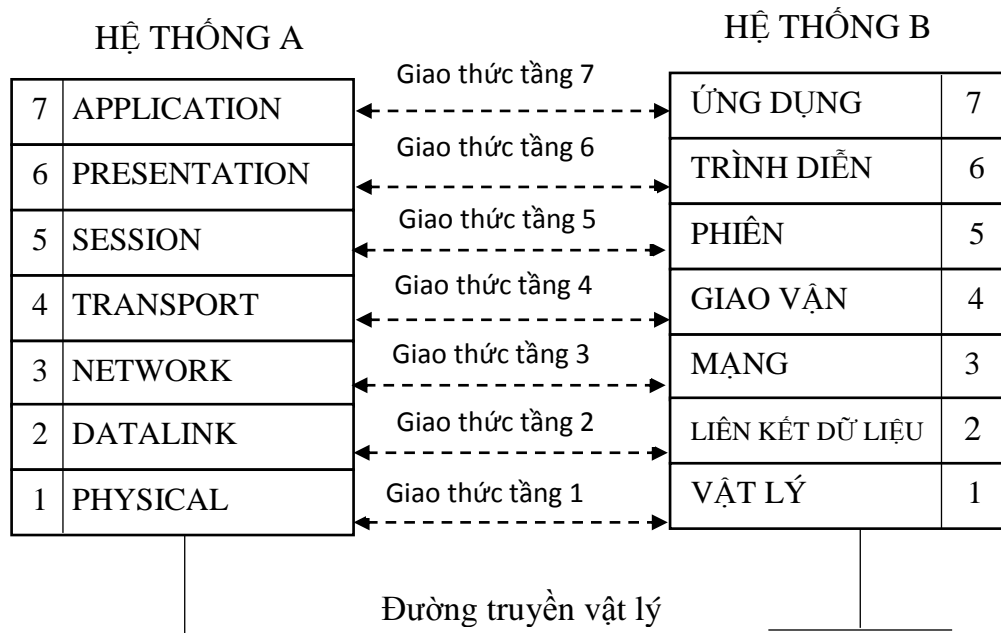 HỆ THỐNG A
HỆ THỐNG B
Giao thức tầng 7
7 APPLICATION
ỨNG DỤNG 7
Giao thức tầng 6
6 PRESENTATION
TRÌNH DIỄN 6
Giao thức tầng 5
5 SESSION
PHIÊN 5
Giao thức tầng 4
4 TRANSPORT
GIAO VẬN 4
Giao thức tầng 3
3 NETWORK
MẠNG 3
Giao thức tầng 2
2 DATALINK
LIÊN KẾT DỮ LIỆU 2
Giao thức tầng 1
1 PHYSICAL
VẬT LÝ 1
Đường truyền vật lý